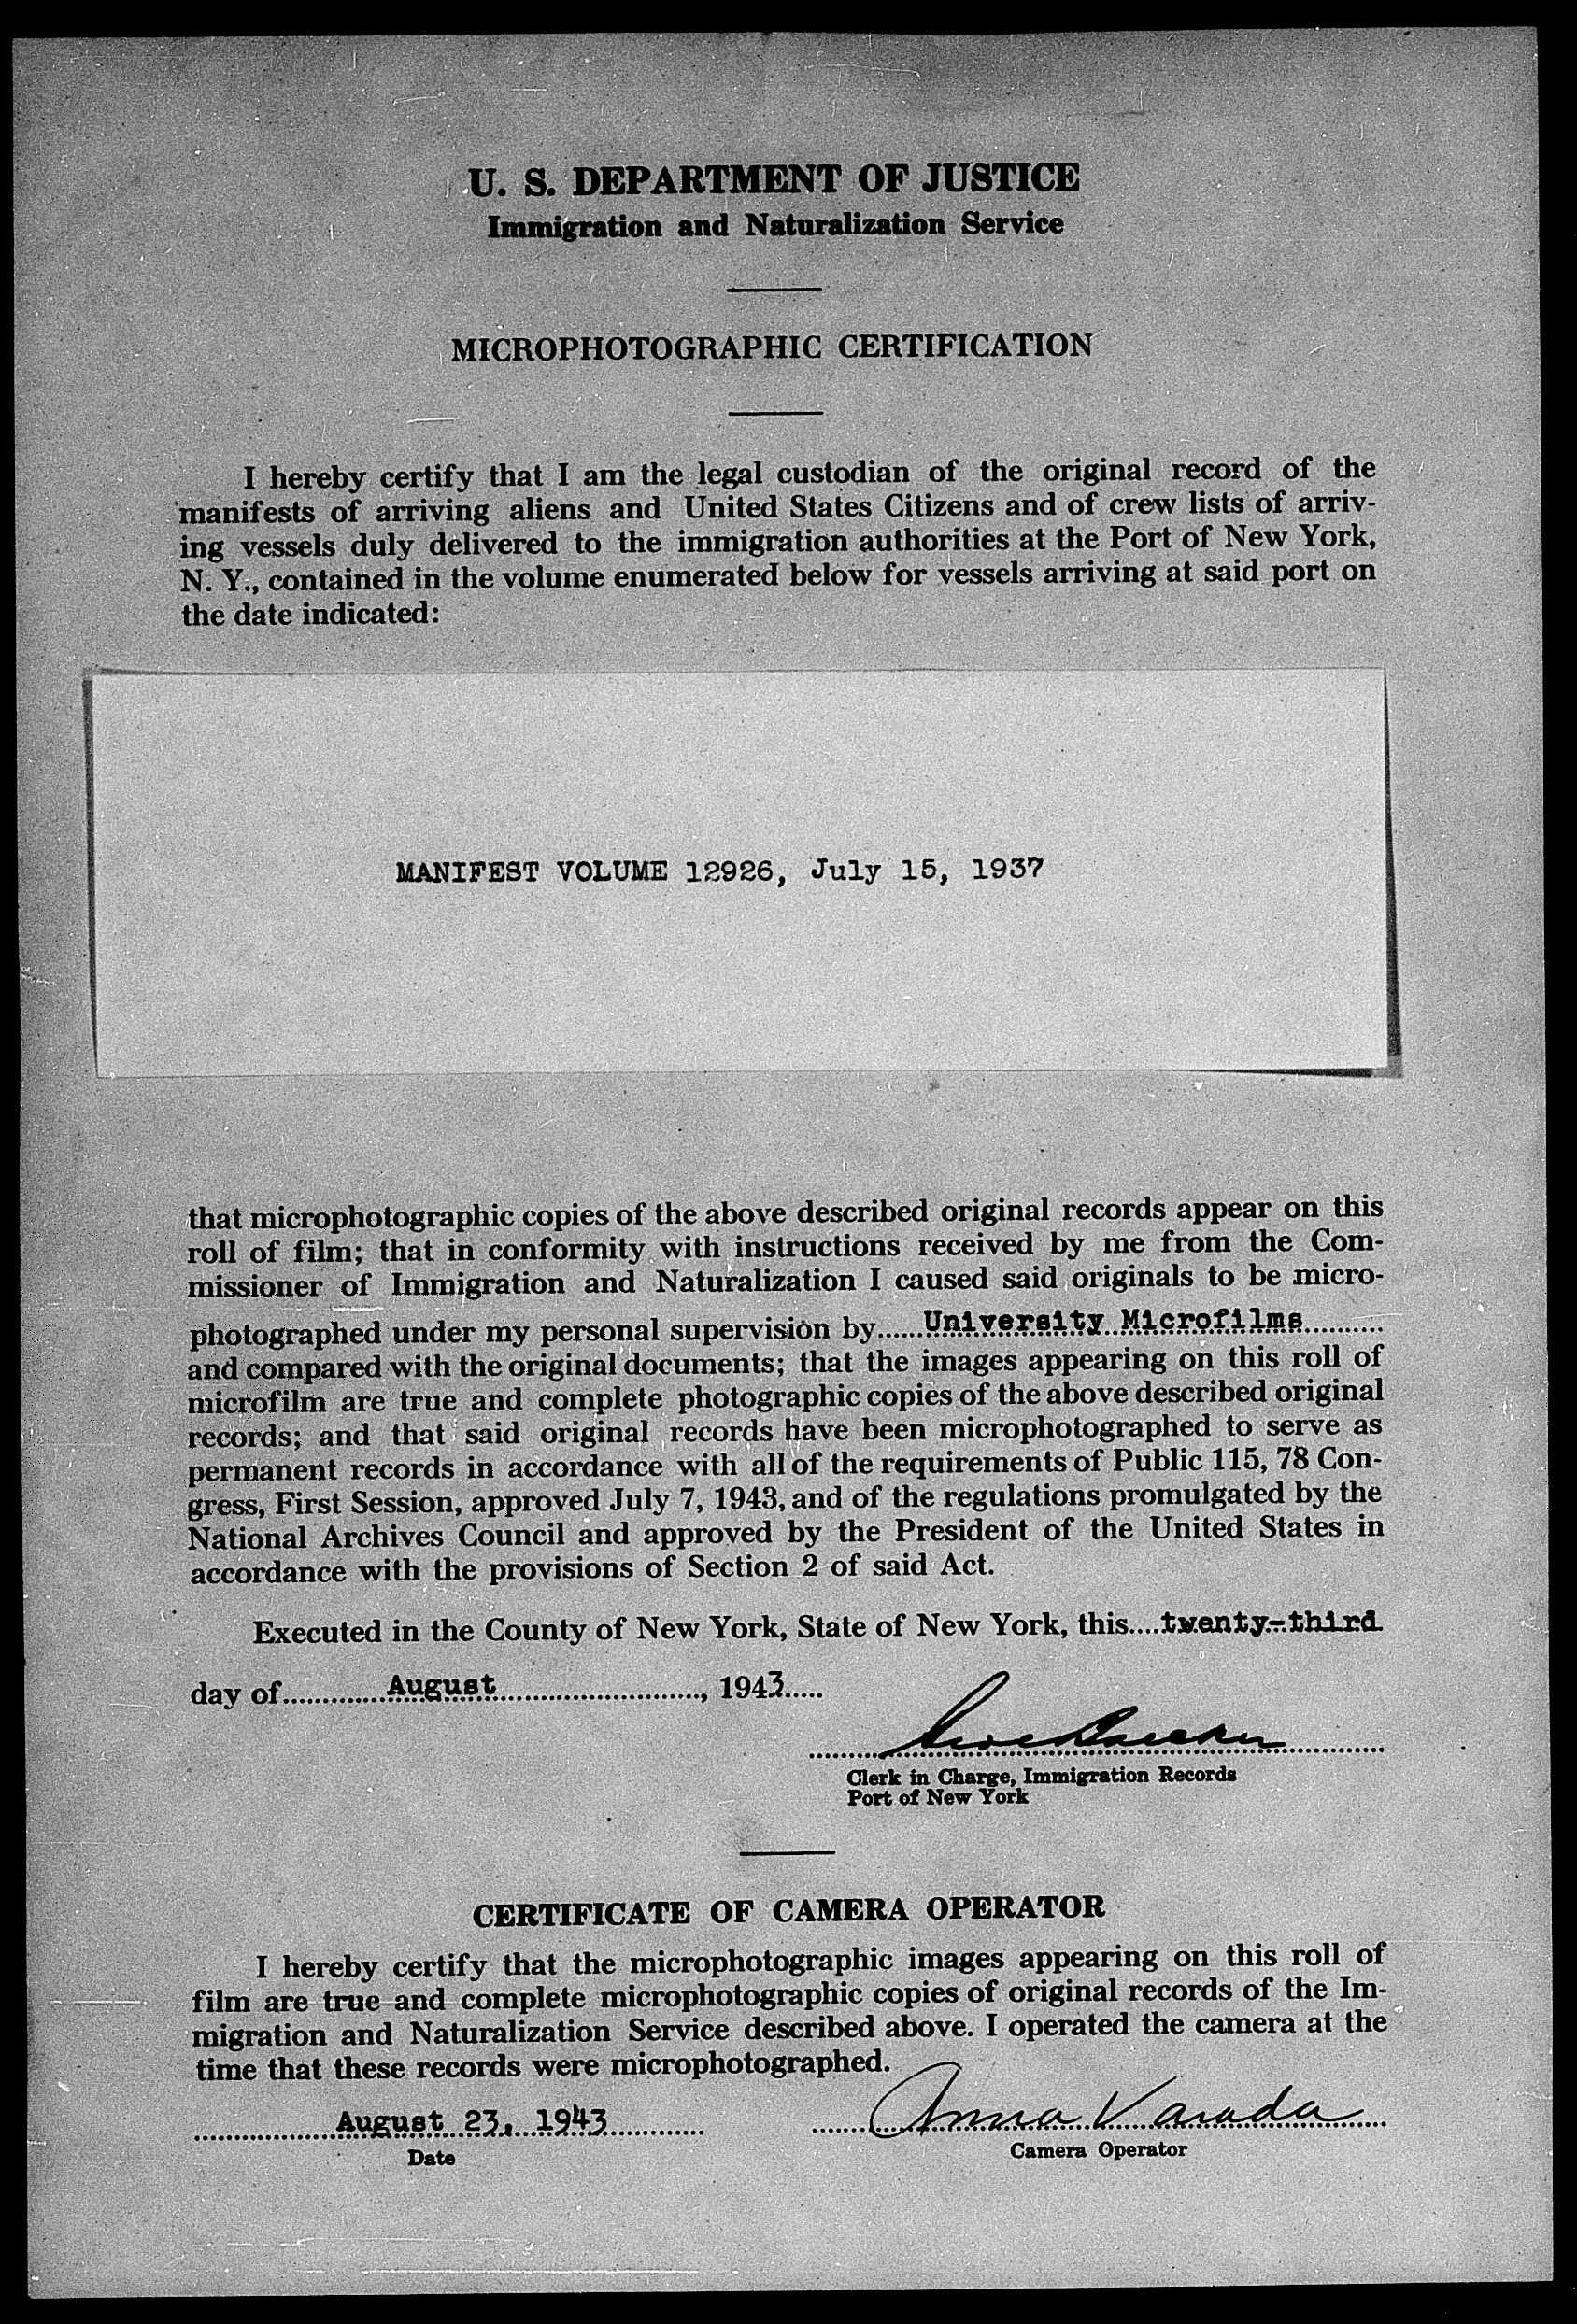 U. S. DEPARTMENT OF JUSTICE
Immigration and Naturalization Service
MICROPHOTOGRAPHIC CERTIFICATION
I hereby certify that I am the legal custodian of the original record of the
manifests of arriving aliens and United States Citizens and of crew lists of arriv-
ing vessels duly delivered to the immigration authorities at the Port of New York,
N. Y., contained in the volume enumerated below for vessels arriving at said port on
the date indicated:
MANIFEST VOLUME 12926, July 15, 1937
that microphotographic copies of the above described original records appear on this
roll of film; that in conformity with instructions received by me from the Com-
missioner of Immigration and Naturalization I caused said originals to be micro-
photographed under my personal supervision by......University Microfilms..........
and compared with the original documents; that the images appearing on this roll of
microfilm are true and complete photographic copies of the above described original
records; and that said original records have been microphotographed to serve as
permanent records in accordance with all of the requirements of Public 115, 78 Con-
gress, First Session, approved July 7, 1943, and of the regulations promulgated by the
National Archives Council and approved by the President of the United States in
accordance with the provisions of Section 2 of said Act.
Executed in the County of New York, State of New York, this....twenty-third
day of.............August..........................., 1943.....
Clerk in Charge, Immigration Records
Port of New York
CERTIFICATE OF CAMERA OPERATOR
I hereby certify that the microphotographic images appearing on this roll of
film are true and complete microphotographic copies of original records of the Im-
migration and Naturalization Service described above. I operated the camera at the
time that these records were microphotographed.
August 23, 1943 Anna Varada
Date Camera Operator